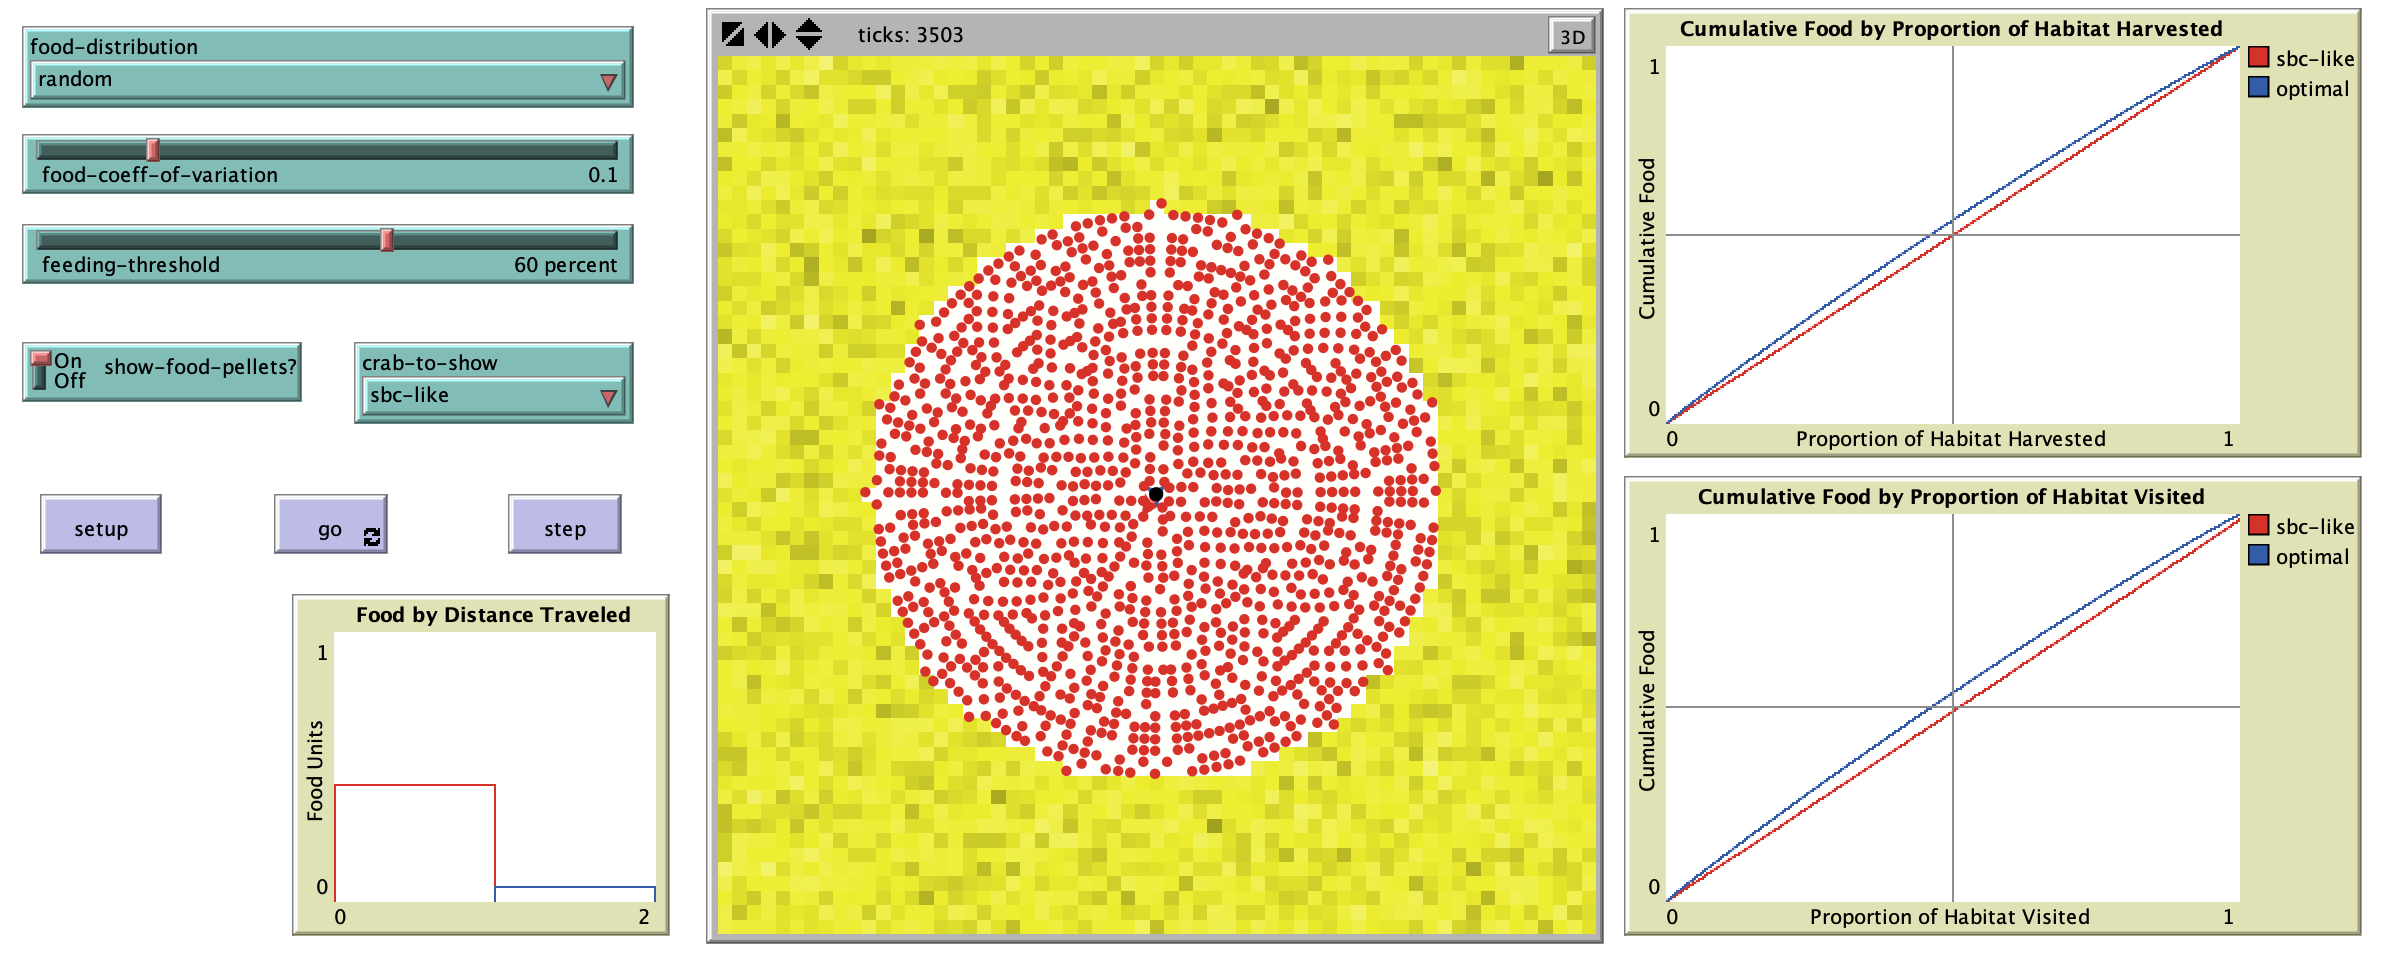 food-distribution
random
food-coeff-of-variation 0.1
feeding-threshold 60 percent
On
Off
show-food-pellets?
crab-to-show
sbc-like
setup
go
step
Food by Distance Traveled
1
Food Units
0
0 2
ticks: 3503
3D
Cumulative Food by Proportion of Habitat Harvested
1
Cumulative Food
0
0 Proportion of Habitat Harvested 1
sbc-like
optimal
Cumulative Food by Proportion of Habitat Visited
1
Cumulative Food
0
0 Proportion of Habitat Visited 1
sbc-like
optimal